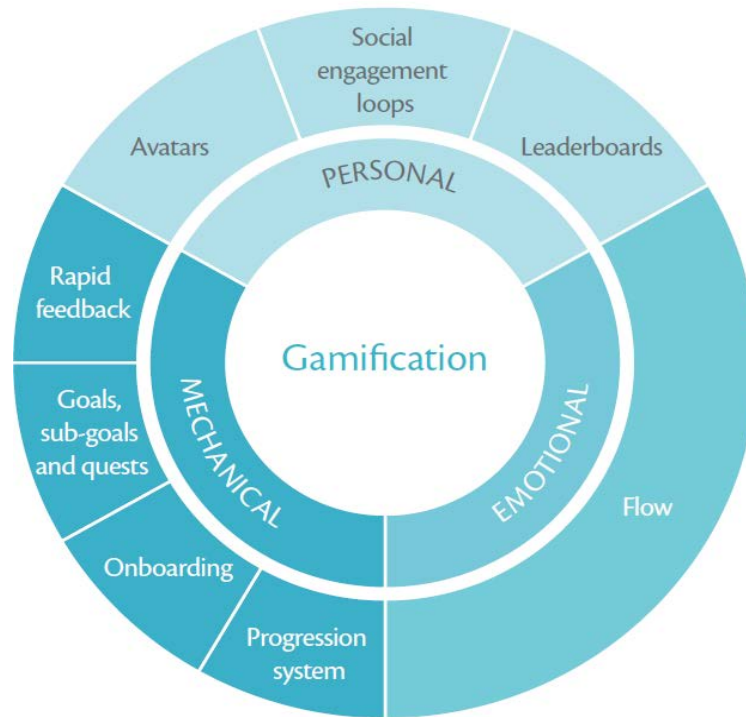 Social
engagement
loops
Avatars
Leaderboards
PERSONAL
Rapid
feedback
Gamification
Goals,
sub-goals
and quests
MECHANICAL
EMOTIONAL
Flow
Onboarding
Progression
system